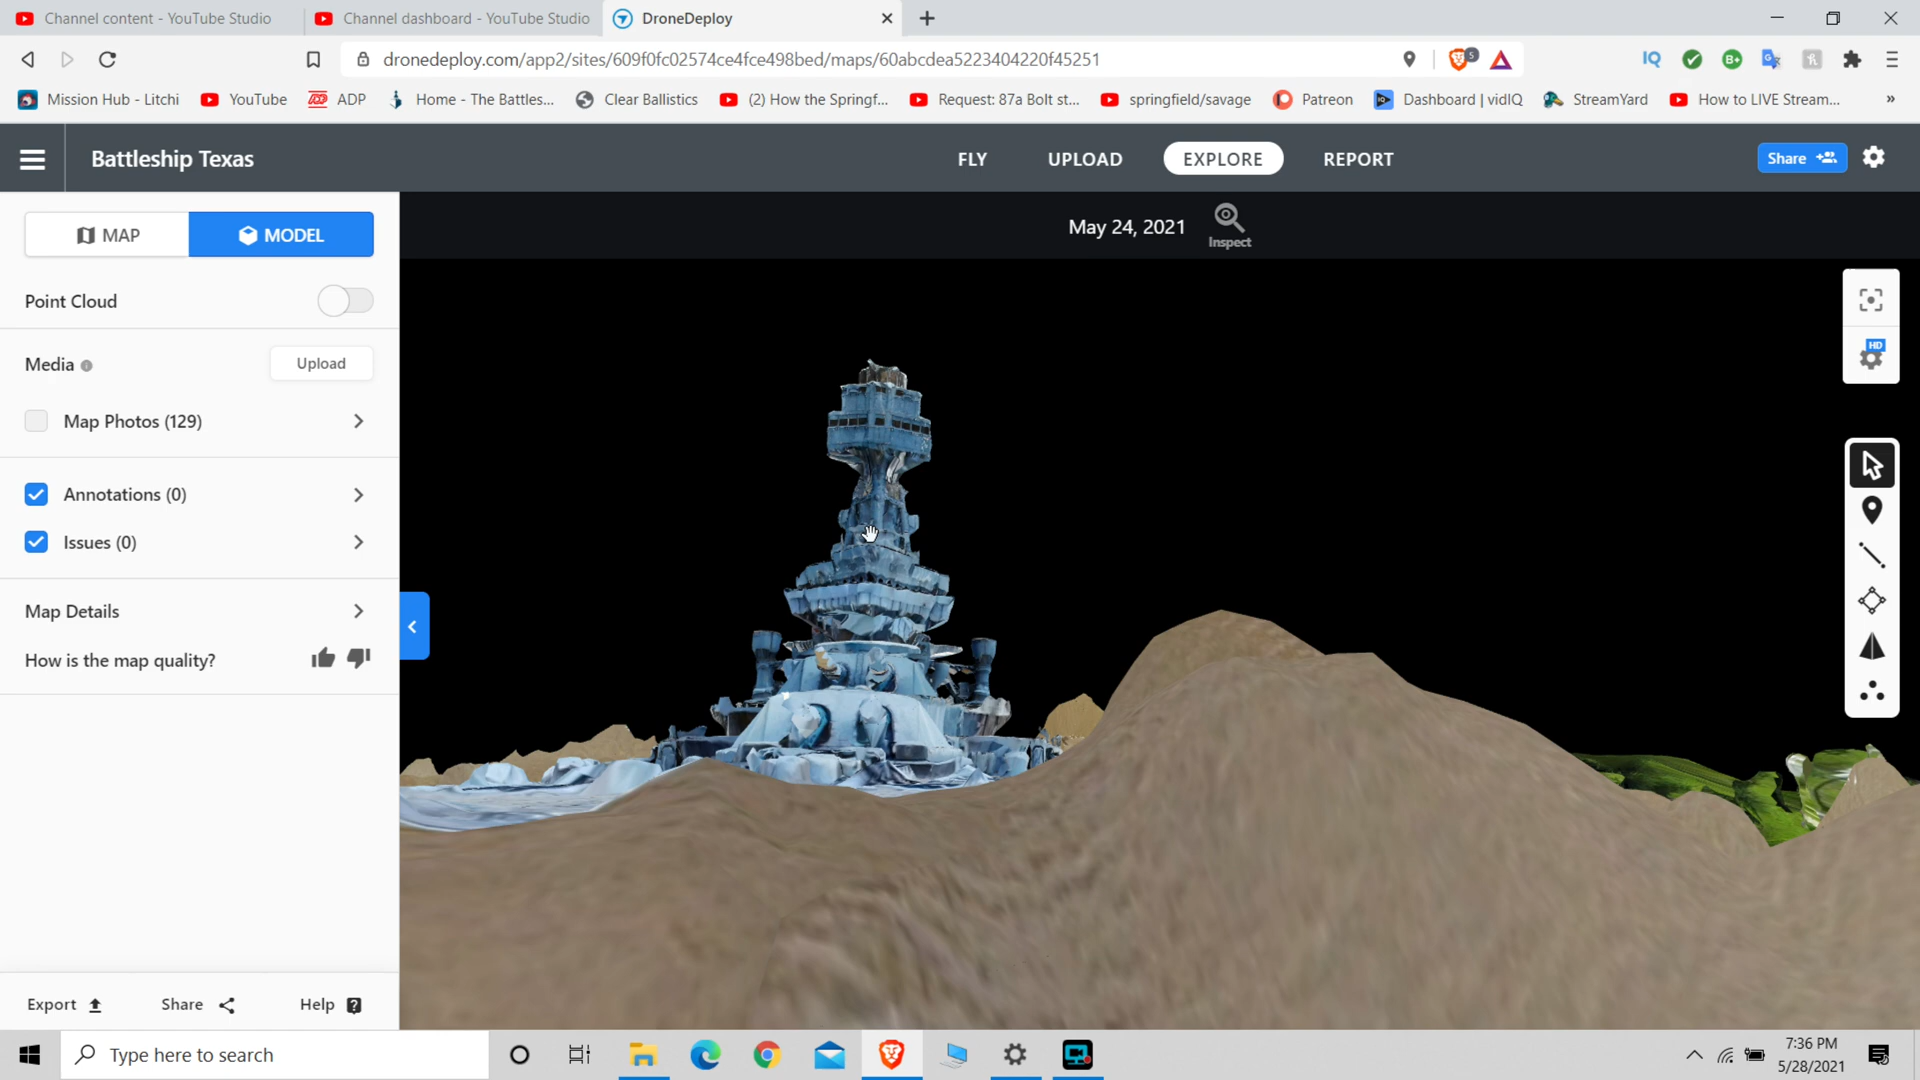 Channel content - YouTube Studio
Channel dashboard - YouTube Studio
DroneDeploy
dronedeploy.com/app2/sites/609f0fc02574ce4fce498bed/maps/60abcdea5223404220f45251
5
IQ
B+
Mission Hub - Litchi
YouTube
ADP
Home - The Battles...
Clear Ballistics
(2) How the Springf...
Request: 87a Bolt st...
springfield/savage
Patreon
Dashboard | vidIQ
StreamYard
How to LIVE Stream...
»
Battleship Texas
FLY
UPLOAD
EXPLORE
REPORT
Share
MAP
MODEL
May 24, 2021
Inspect
Point Cloud
HD
Media
Upload
Map Photos (129)
Annotations (0)
Issues (0)
Map Details
How is the map quality?
Export
Share
Help
Type here to search
7:36 PM
5/28/2021